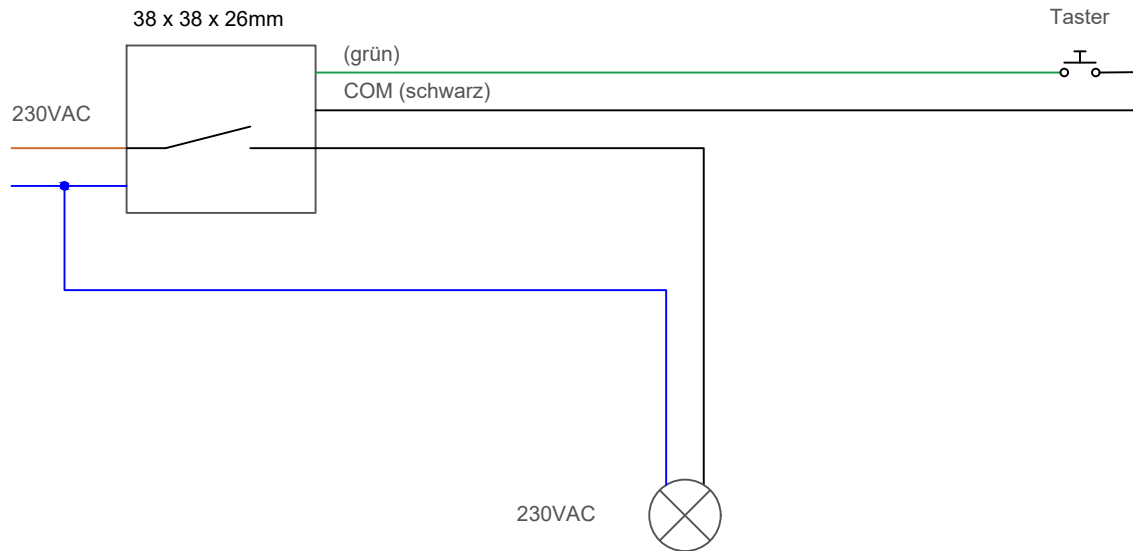 38 x 38 x 26mm
Taster
(grün)
COM (schwarz)
230VAC
230VAC